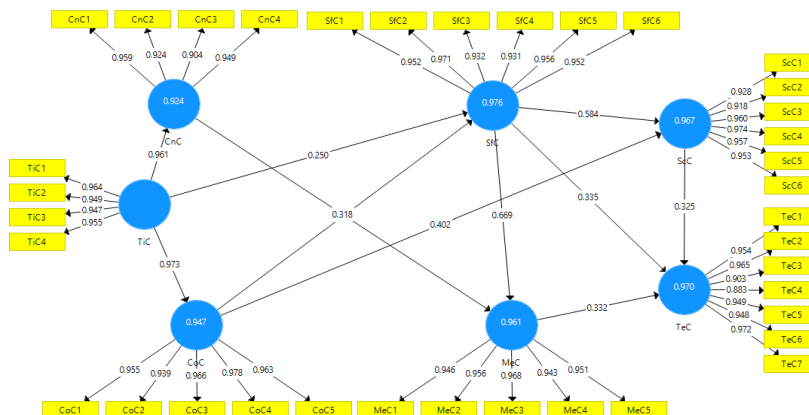 CnC1 CnC2 CnC3 CnC4
SfC1 SfC2 SfC3 SfC4 SfC5 SfC6
0.959 0.924 0.904 0.949
0.952 0.971 0.932 0.931 0.956 0.952
ScC1
ScC2
ScC3
ScC4
ScC5
ScC6
0.928
0.918
0.960
0.974
0.957
0.953
0.924
CnC
0.976
SfC
0.967
ScC
0.584
0.961
0.250
TiC1
TiC2
TiC3
TiC4
0.964
0.949
0.947
0.955
TiC
0.318
0.402
0.335
0.669
0.325
0.973
TeC1
TeC2
TeC3
TeC4
TeC5
TeC6
TeC7
0.954
0.965
0.903
0.883
0.949
0.948
0.972
0.970
TeC
0.332
0.947
CoC
0.961
MeC
0.955 0.939 0.966 0.978 0.963
0.946 0.956 0.968 0.943 0.951
CoC1 CoC2 CoC3 CoC4 CoC5
MeC1 MeC2 MeC3 MeC4 MeC5